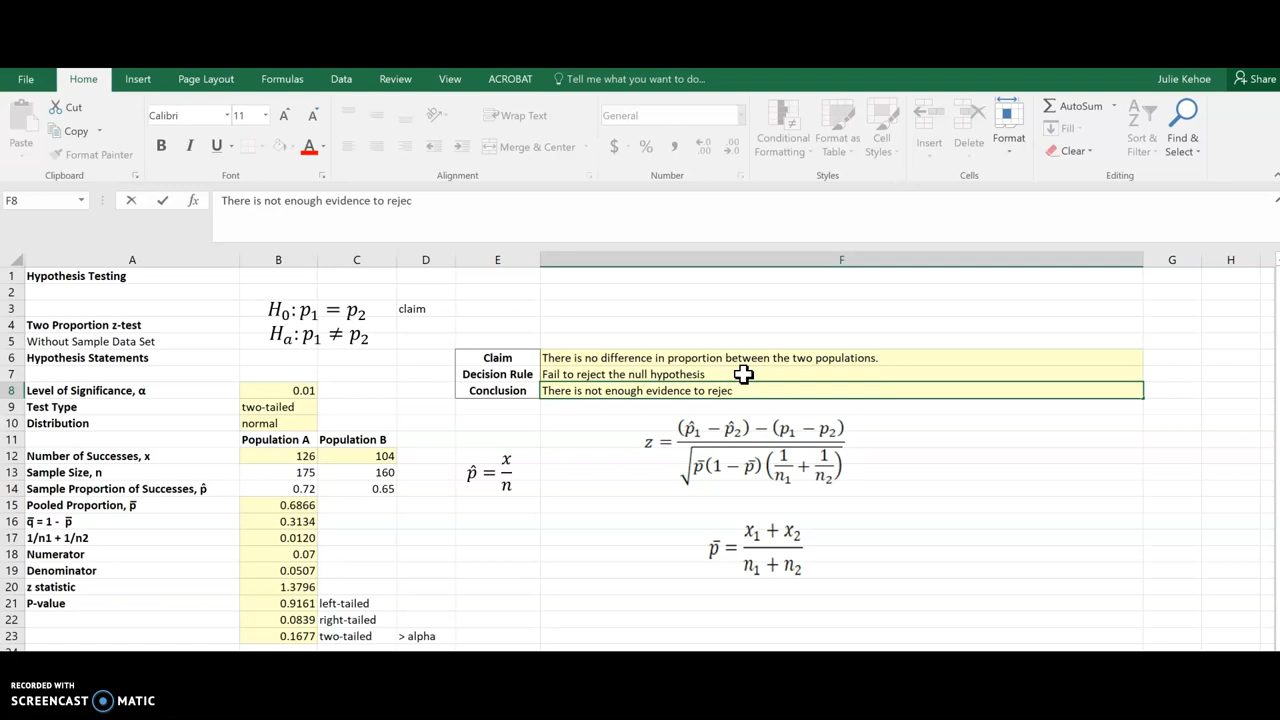 File Home Insert Page Layout Formulas Data Review View ACROBAT Tell me what you want to do... Julie Kehoe Share
Cut
Copy
Format Painter
Paste
Clipboard
Calibri 11
B I U
Font
Wrap Text
Merge & Center
Alignment
General
$ % ,
Number
Conditional Formatting
Format as Table
Cell Styles
Styles
Insert Delete Format
Cells
AutoSum
Fill
Clear
Sort & Filter
Find & Select
Editing
F8 fx There is not enough evidence to rejec
A B C D E F G H
1 Hypothesis Testing
2
3 H₀: p₁ = p₂ claim
4 Two Proportion z-test
Hₐ: p₁ ≠ p₂
5 Without Sample Data Set
6 Hypothesis Statements Claim There is no difference in proportion between the two populations.
7 Decision Rule Fail to reject the null hypothesis
8 Level of Significance, α 0.01 Conclusion There is not enough evidence to rejec
9 Test Type two-tailed
10 Distribution normal
11 Population A Population B
12 Number of Successes, x 126 104
13 Sample Size, n 175 160
14 Sample Proportion of Successes, p̂ 0.72 0.65
15 Pooled Proportion, p̄ 0.6866
16 q̄ = 1 - p̄ 0.3134
17 1/n1 + 1/n2 0.0120
18 Numerator 0.07
19 Denominator 0.0507
20 z statistic 1.3796
21 P-value 0.9161 left-tailed
22 0.0839 right-tailed
23 0.1677 two-tailed > alpha
24
p̂ = x / n
z = (p̂₁ − p̂₂) − (p₁ − p₂) / √ p̄(1 − p̄) (1/n₁ + 1/n₂)
p̄ = x₁ + x₂ / n₁ + n₂
RECORDED WITH
SCREENCAST MATIC